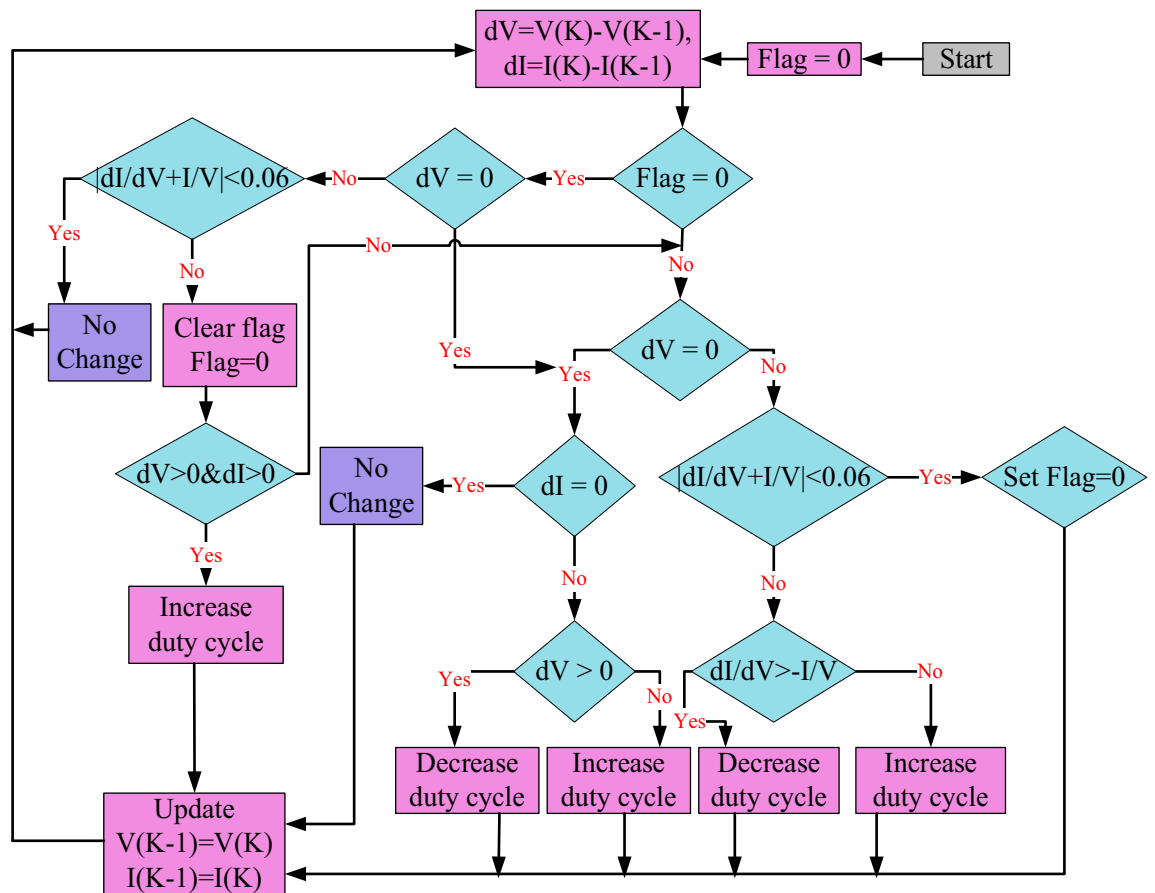 dV=V(K)-V(K-1),
dI=I(K)-I(K-1)
Flag = 0
Start
|dI/dV+I/V|<0.06
No
dV = 0
Yes
Flag = 0
Yes
No
No
No
No
Change
Clear flag
Flag=0
Yes
Yes
dV = 0
No
dV>0&dI>0
No
Change
Yes
dI = 0
|dI/dV+I/V|<0.06
Yes
Set Flag=0
Yes
No
No
Increase
duty cycle
Yes
dV > 0
No
dI/dV>-I/V
No
Yes
Decrease
duty cycle
Increase
duty cycle
Decrease
duty cycle
Increase
duty cycle
Update
V(K-1)=V(K)
I(K-1)=I(K)